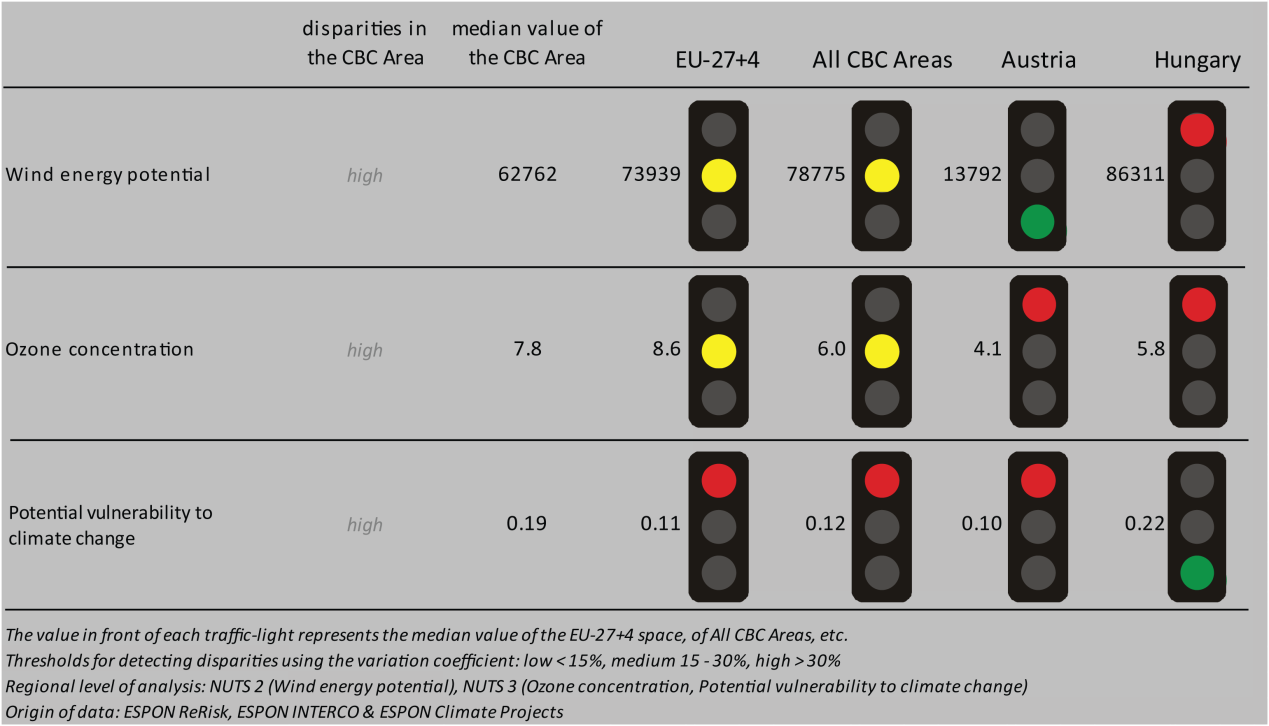 disparities in
the CBC Area
median value of
the CBC Area
EU-27+4
All CBC Areas
Austria
Hungary
Wind energy potential
high
62762
73939
78775
13792
86311
Ozone concentration
high
7.8
8.6
6.0
4.1
5.8
Potential vulnerability to
climate change
high
0.19
0.11
0.12
0.10
0.22
The value in front of each traffic-light represents the median value of the EU-27+4 space, of All CBC Areas, etc.
Thresholds for detecting disparities using the variation coefficient: low < 15%, medium 15 - 30%, high > 30%
Regional level of analysis: NUTS 2 (Wind energy potential), NUTS 3 (Ozone concentration, Potential vulnerability to climate change)
Origin of data: ESPON ReRisk, ESPON INTERCO & ESPON Climate Projects